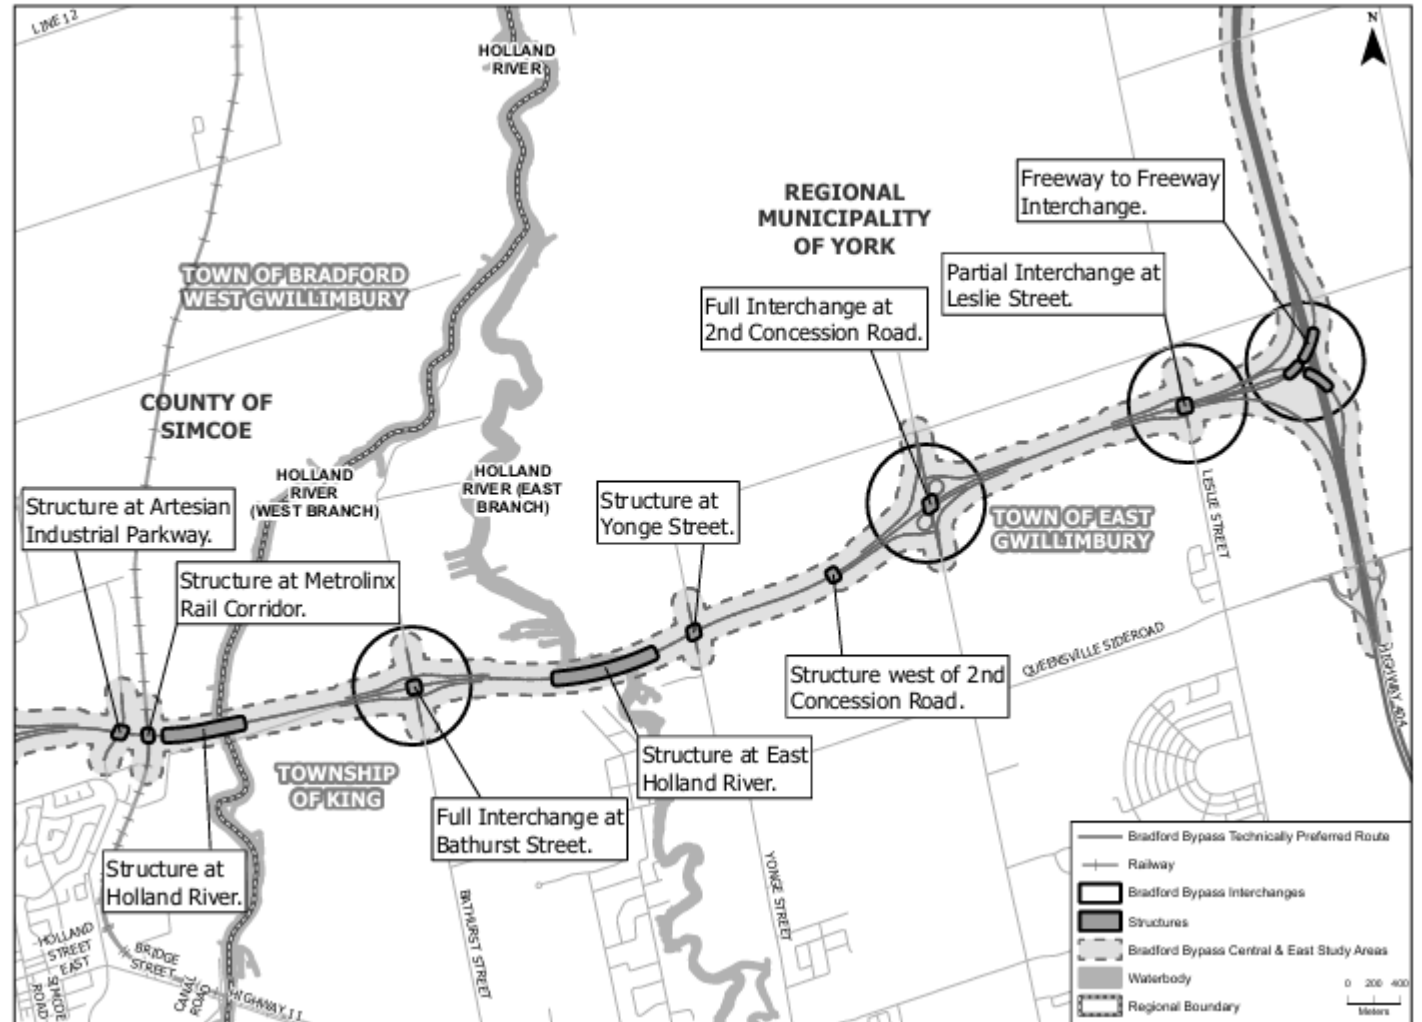 LINE 12
HOLLAND
RIVER
N
REGIONAL
MUNICIPALITY
OF YORK
Freeway to Freeway
Interchange.
TOWN OF BRADFORD
WEST GWILLIMBURY
Partial Interchange at
Leslie Street.
Full Interchange at
2nd Concession Road.
COUNTY OF
SIMCOE
HOLLAND
RIVER
(WEST BRANCH)
HOLLAND
RIVER (EAST
BRANCH)
Structure at Artesian
Industrial Parkway.
Structure at
Yonge Street.
LESLIE STREET
TOWN OF EAST
GWILLIMBURY
Structure at Metrolinx
Rail Corridor.
QUEENSVILLE SIDEROAD
HIGHWAY 404
Structure west of 2nd
Concession Road.
Structure at East
Holland River.
TOWNSHIP
OF KING
Full Interchange at
Bathurst Street.
Structure at
Holland River.
YONGE STREET
BATHURST STREET
HOLLAND
STREET
EAST
SIMCOE
ROAD
BRIDGE
STREET
CANAL
ROAD
HIGHWAY 11
Bradford Bypass Technically Preferred Route
Railway
Bradford Bypass Interchanges
Structures
Bradford Bypass Central & East Study Areas
Waterbody
Regional Boundary
0 200 400
Meters